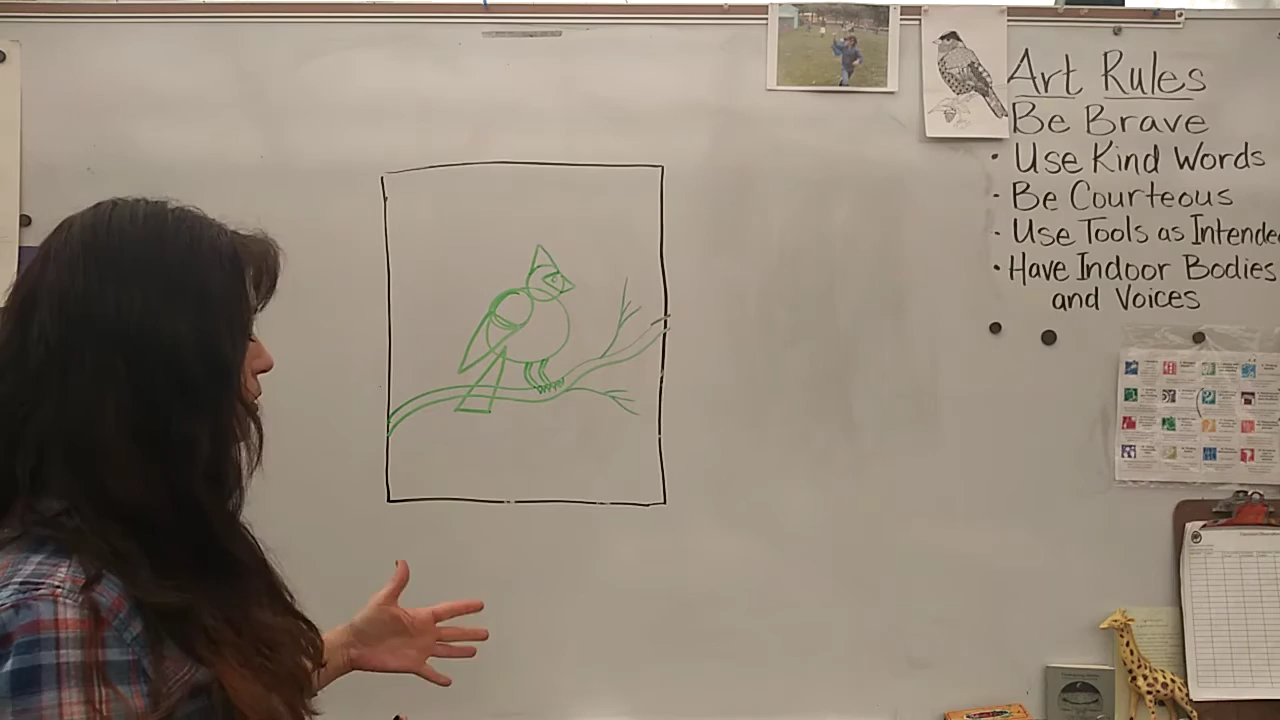 Art Rules
Be Brave
• Use Kind Words
- Be Courteous
- Use Tools as Intende
• Have Indoor Bodies
and Voices